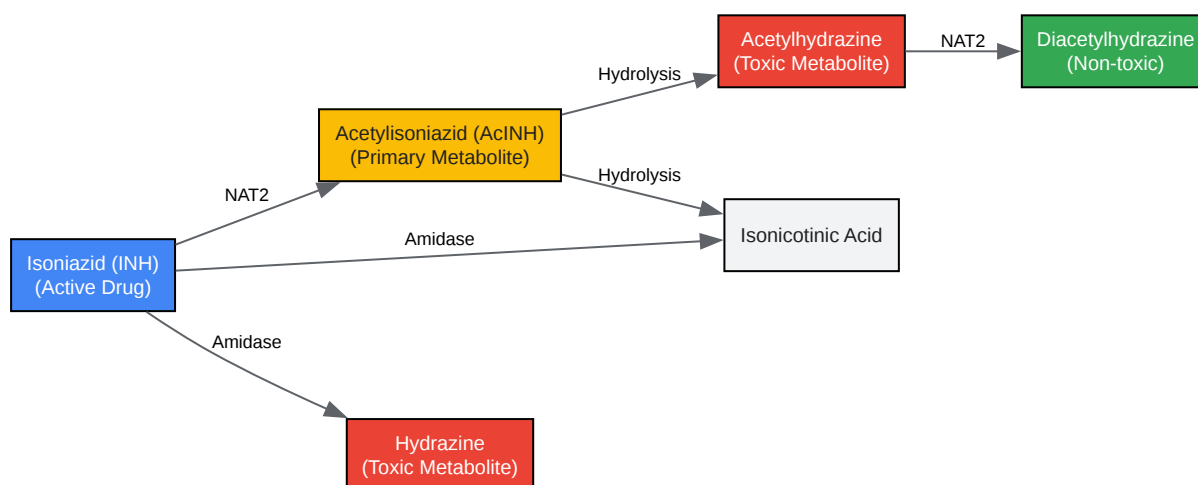 Acetylhydrazine
(Toxic Metabolite)
NAT2
Diacetylhydrazine
(Non-toxic)
Hydrolysis
Acetylisoniazid (AcINH)
(Primary Metabolite)
Hydrolysis
NAT2
Isonicotinic Acid
Amidase
Isoniazid (INH)
(Active Drug)
Amidase
Hydrazine
(Toxic Metabolite)